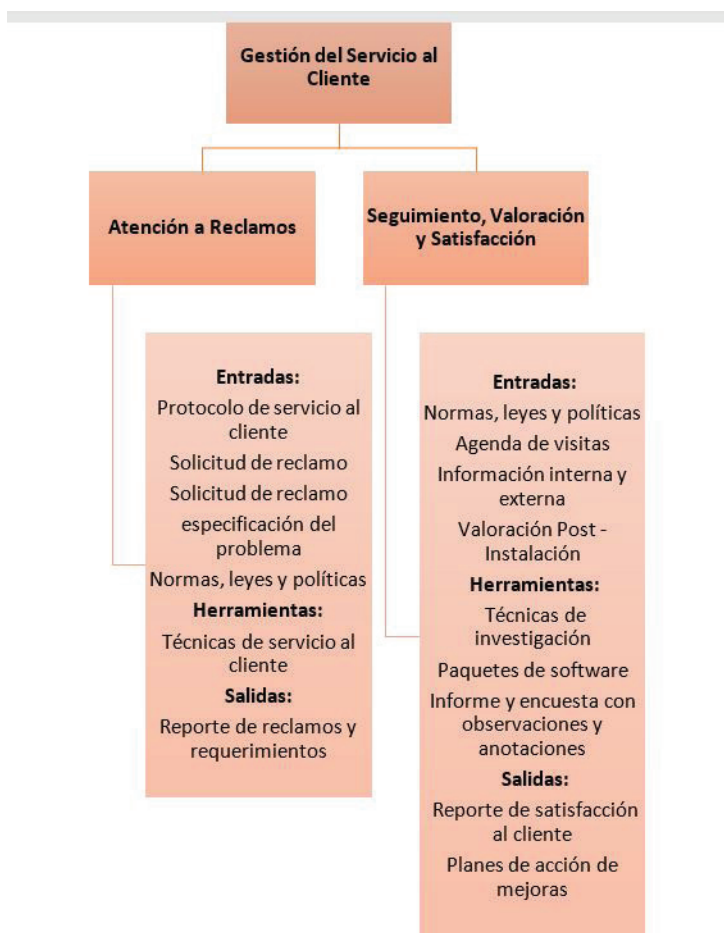 Gestión del Servicio al
Cliente
Atención a Reclamos
Seguimiento, Valoración
y Satisfacción
Entradas:
Protocolo de servicio al
cliente
Solicitud de reclamo
Solicitud de reclamo
especificación del
problema
Normas, leyes y políticas
Herramientas:
Técnicas de servicio al
cliente
Salidas:
Reporte de reclamos y
requerimientos
Entradas:
Normas, leyes y políticas
Agenda de visitas
Información interna y
externa
Valoración Post -
Instalación
Herramientas:
Técnicas de
investigación
Paquetes de software
Informe y encuesta con
observaciones y
anotaciones
Salidas:
Reporte de satisfacción
al cliente
Planes de acción de
mejoras